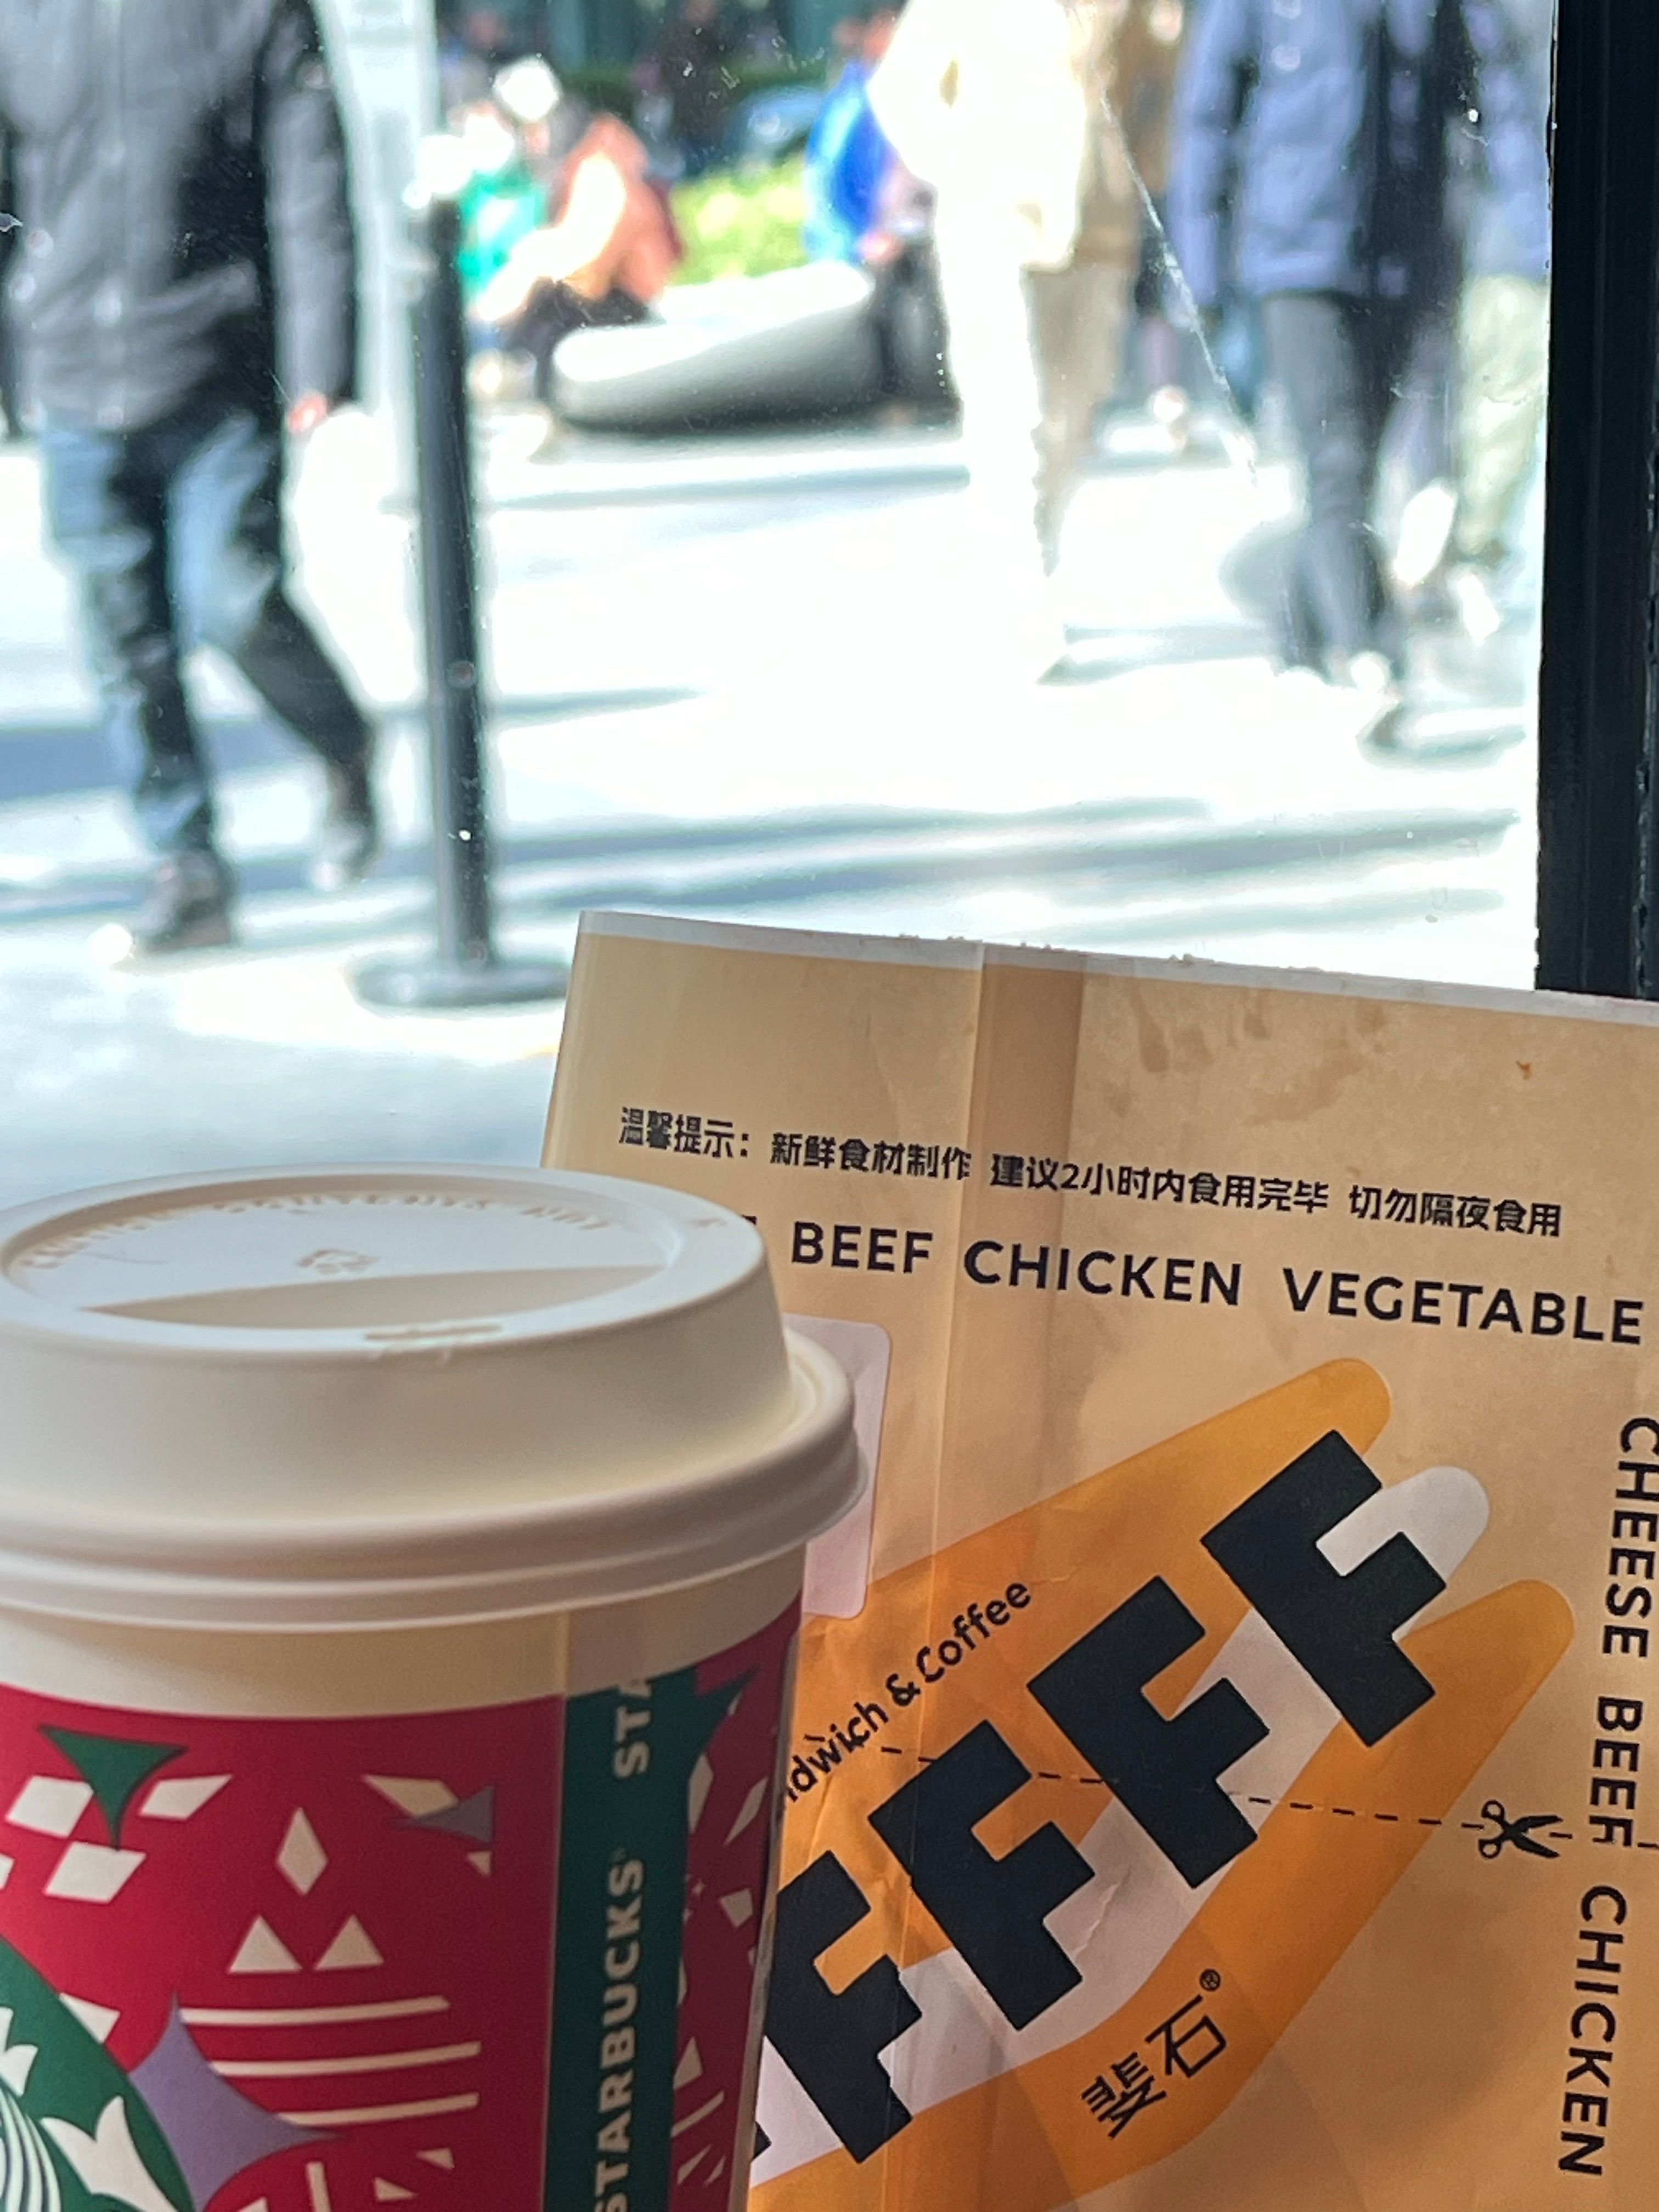 温馨提示：新鲜食材制作 建议2小时内食用完毕 切勿隔夜食用
BEEF CHICKEN VEGETABLE
CHEESE BEEF CHICKEN
dwich & Coffee
FFFF
斐石®
STARBUCKS STA